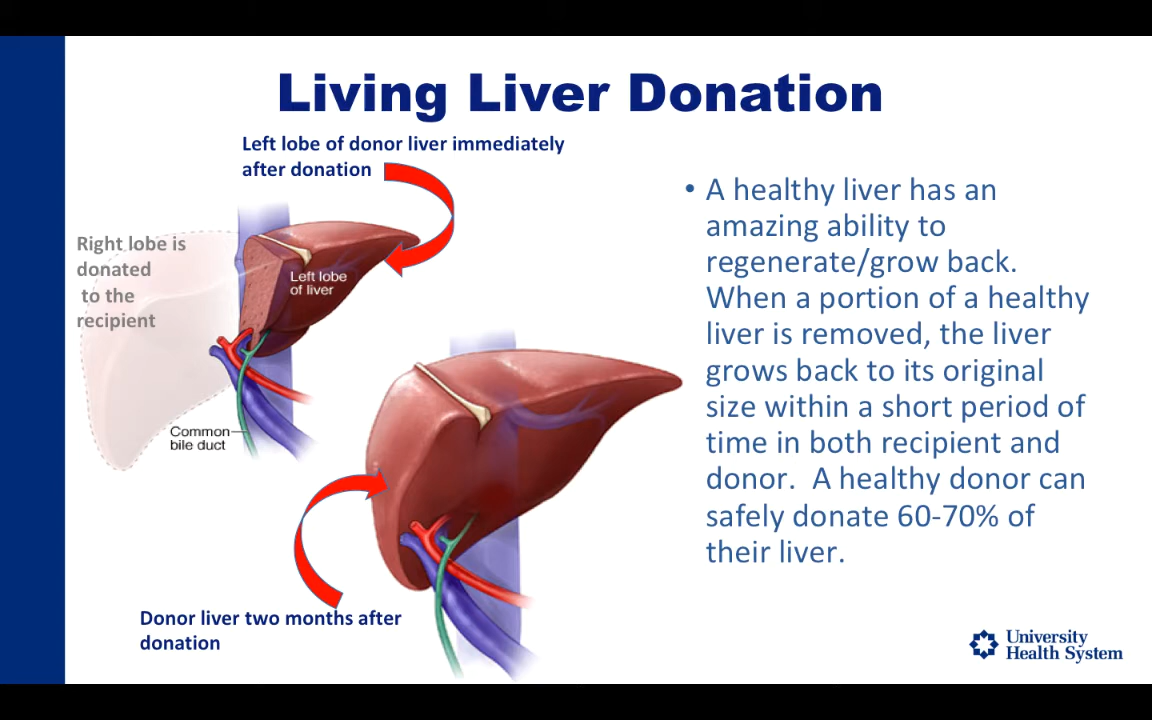 Living Liver Donation
Left lobe of donor liver immediately
after donation
Right lobe is
donated
to the
recipient
Left lobe
of liver
Common
bile duct
Donor liver two months after
donation
• A healthy liver has an
amazing ability to
regenerate/grow back.
When a portion of a healthy
liver is removed, the liver
grows back to its original
size within a short period of
time in both recipient and
donor.  A healthy donor can
safely donate 60-70% of
their liver.
University
Health System